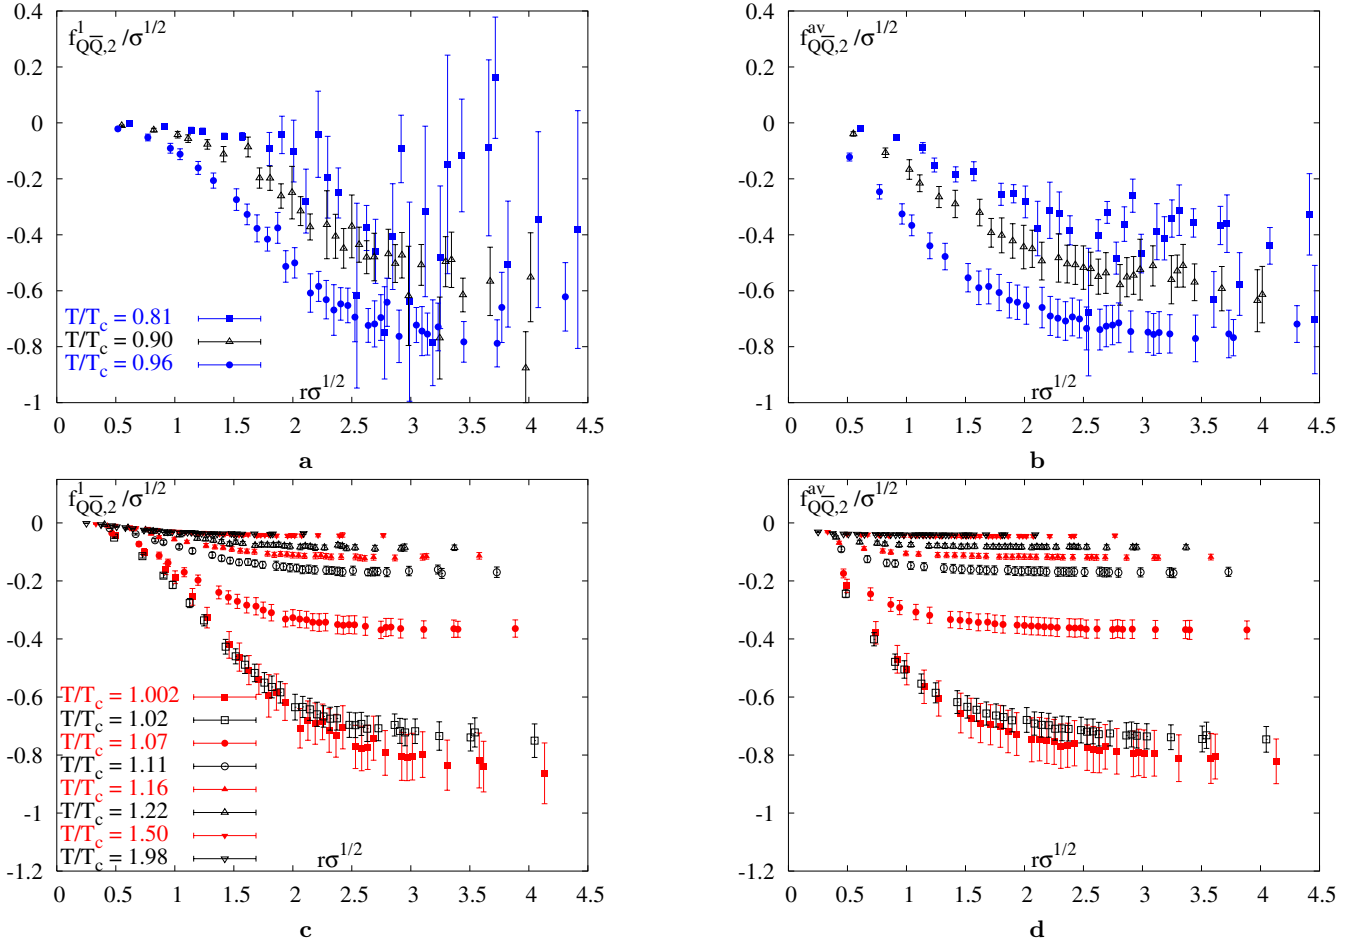 f^1_{QQ̅,2}/σ^{1/2}
0.4
0.2
0
-0.2
-0.4
-0.6
-0.8
-1
T/T_c = 0.81
T/T_c = 0.90
T/T_c = 0.96
rσ^{1/2}
0 0.5 1 1.5 2 2.5 3 3.5 4 4.5
a
f^{av}_{QQ̅,2}/σ^{1/2}
0.4
0.2
0
-0.2
-0.4
-0.6
-0.8
-1
rσ^{1/2}
0 0.5 1 1.5 2 2.5 3 3.5 4 4.5
b
f^1_{QQ̅,2}/σ^{1/2}
0
-0.2
-0.4
-0.6
-0.8
-1
-1.2
T/T_c = 1.002
T/T_c = 1.02
T/T_c = 1.07
T/T_c = 1.11
T/T_c = 1.16
T/T_c = 1.22
T/T_c = 1.50
T/T_c = 1.98
rσ^{1/2}
0 0.5 1 1.5 2 2.5 3 3.5 4 4.5
c
f^{av}_{QQ̅,2}/σ^{1/2}
0
-0.2
-0.4
-0.6
-0.8
-1
-1.2
rσ^{1/2}
0 0.5 1 1.5 2 2.5 3 3.5 4 4.5
d